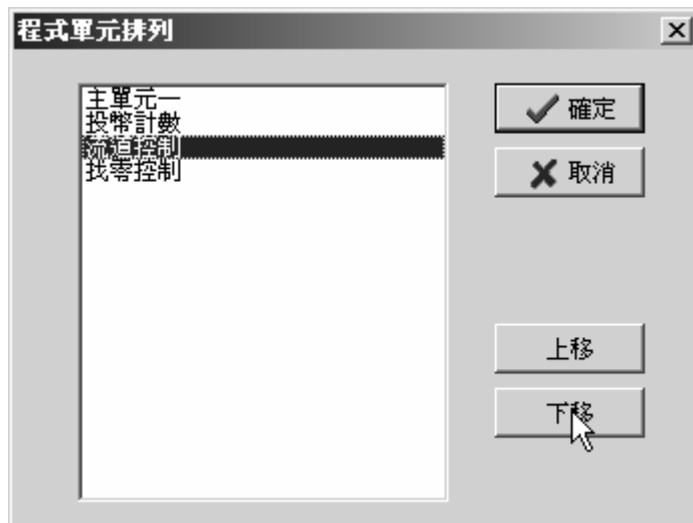 程式單元排列
主單元一
投幣計數
流道控制
找零控制
確定
取消
上移
下移